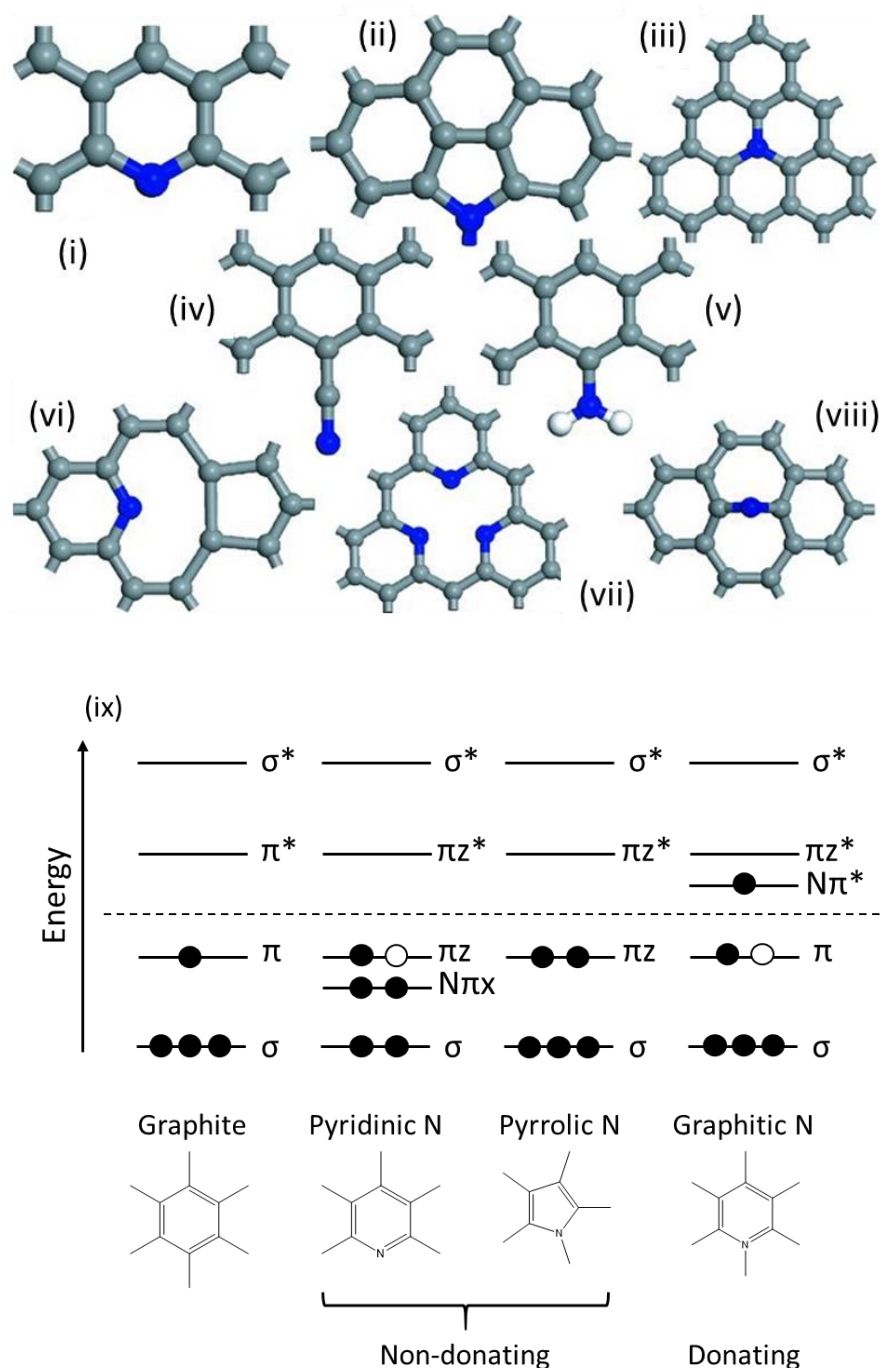 (i)
(ii)
(iii)
(iv)
(v)
(vi)
(vii)
(viii)
(ix)
Energy
σ* σ* σ* σ*
π* πz* πz* πz*
Nπ*
π πz πz π
Nπx
σ σ σ σ
Graphite Pyridinic N Pyrrolic N Graphitic N
N N N
Non-donating Donating